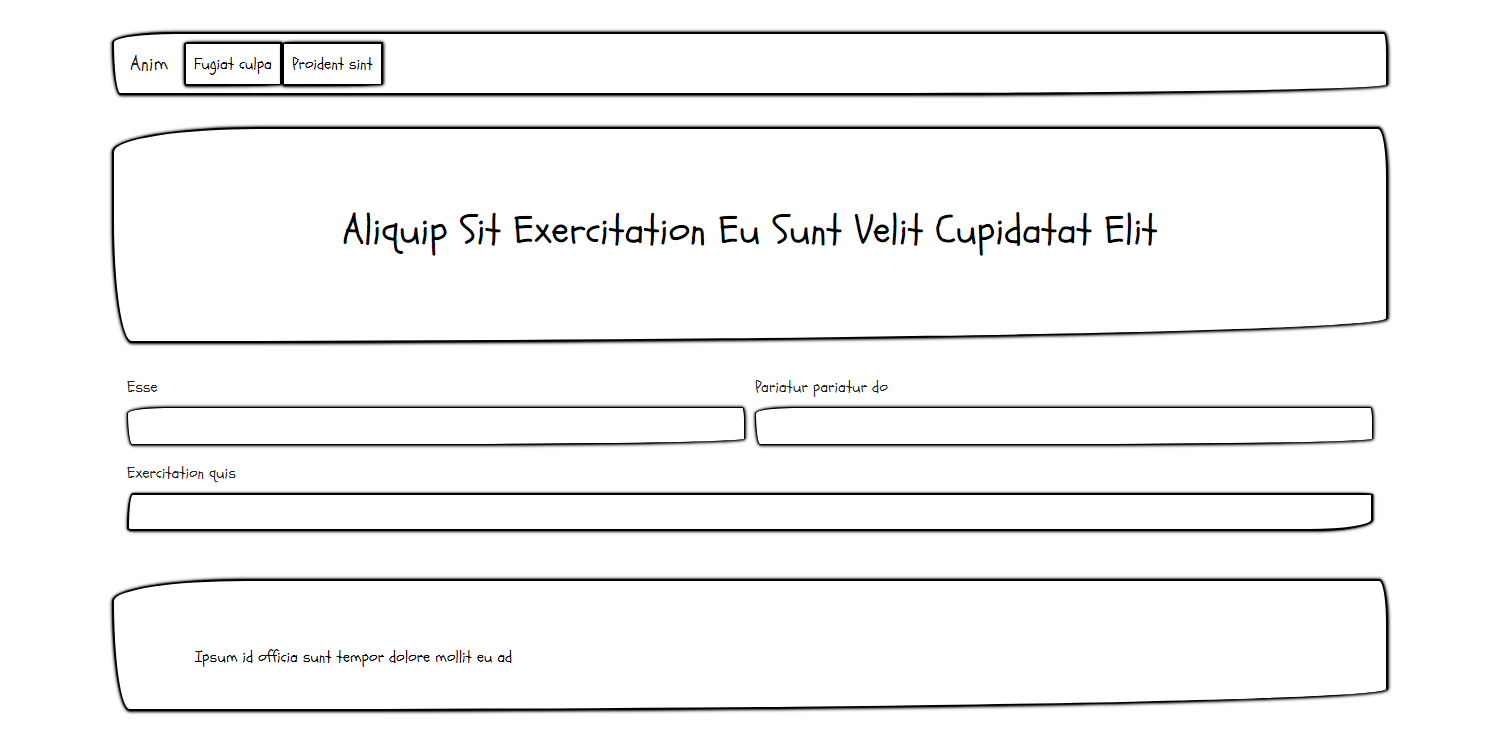 Anim Fugiat culpa Proident sint
Aliquip Sit Exercitation Eu Sunt Velit Cupidatat Elit
Esse Pariatur pariatur do
Exercitation quis
Ipsum id officia sunt tempor dolore mollit eu ad